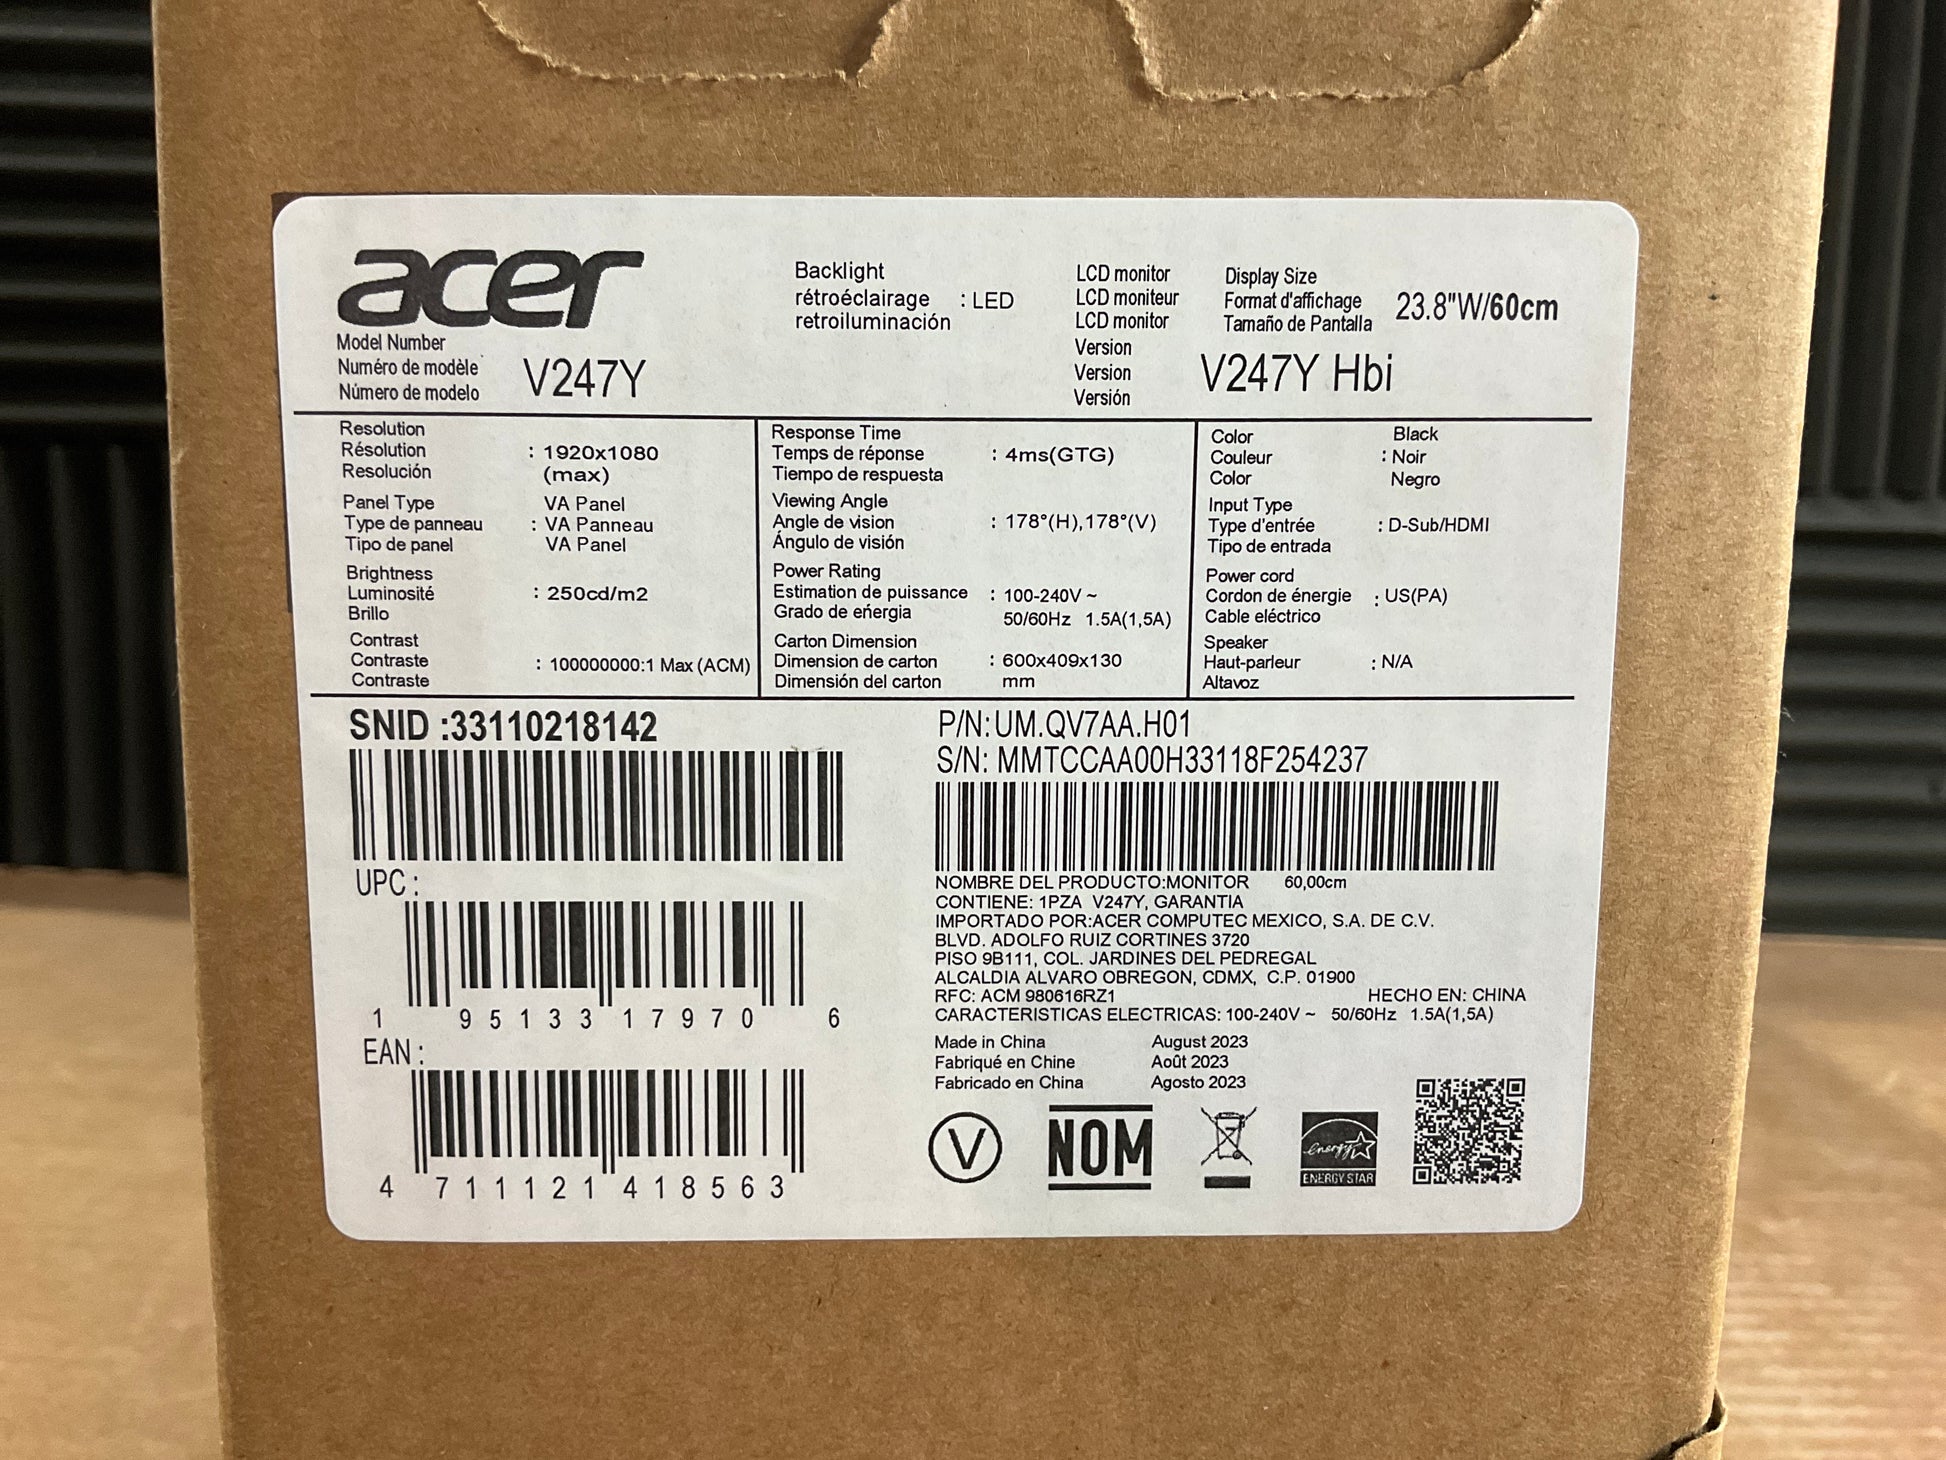 acer
Model Number
Numéro de modèle
Número de modelo
V247Y
Backlight
rétroéclairage : LED
retroiluminación
LCD monitor
LCD moniteur
LCD monitor
Version
Version
Versión
V247Y Hbi
Display Size
Format d'affichage
Tamaño de Pantalla
23.8"W/60cm
Resolution
Résolution : 1920x1080
Resolución (max)
Panel Type VA Panel
Type de panneau : VA Panneau
Tipo de panel VA Panel
Brightness
Luminosité : 250cd/m2
Brillo
Contrast
Contraste : 100000000:1 Max (ACM)
Contraste
Response Time
Temps de réponse : 4ms(GTG)
Tiempo de respuesta
Viewing Angle
Angle de vision : 178°(H),178°(V)
Ángulo de visión
Power Rating
Estimation de puissance : 100-240V ~
Grado de eńergia 50/60Hz 1.5A(1,5A)
Carton Dimension
Dimension de carton : 600x409x130
Dimensión del carton mm
Color Black
Couleur : Noir
Color Negro
Input Type
Type d'entrée : D-Sub/HDMI
Tipo de entrada
Power cord
Cordon de énergie : US(PA)
Cable eléctrico
Speaker
Haut-parleur : N/A
Altavoz
SNID :33110218142
UPC :
1 95133 17970 6
EAN :
4 711121 418563
P/N:UM.QV7AA.H01
S/N: MMTCCAA00H33118F254237
NOMBRE DEL PRODUCTO:MONITOR 60,00cm
CONTIENE: 1PZA V247Y, GARANTIA
IMPORTADO POR:ACER COMPUTEC MEXICO, S.A. DE C.V.
BLVD. ADOLFO RUIZ CORTINES 3720
PISO 9B111, COL. JARDINES DEL PEDREGAL
ALCALDIA ALVARO OBREGON, CDMX, C.P. 01900
RFC: ACM 980616RZ1 HECHO EN: CHINA
CARACTERISTICAS ELECTRICAS: 100-240V ~ 50/60Hz 1.5A(1,5A)
Made in China August 2023
Fabriqué en Chine Août 2023
Fabricado en China Agosto 2023
V
NOM
energy
ENERGY STAR